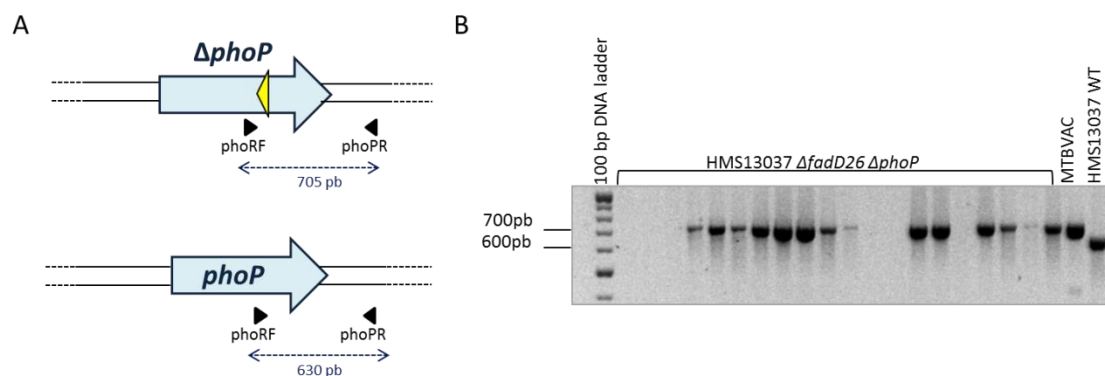 A
ΔphoP
phoRF
phoPR
705 pb
phoP
phoRF
phoPR
630 pb
B
100 bp DNA ladder
HMS13037 ΔfadD26 ΔphoP
MTBVAC
HMS13037 WT
700pb
600pb